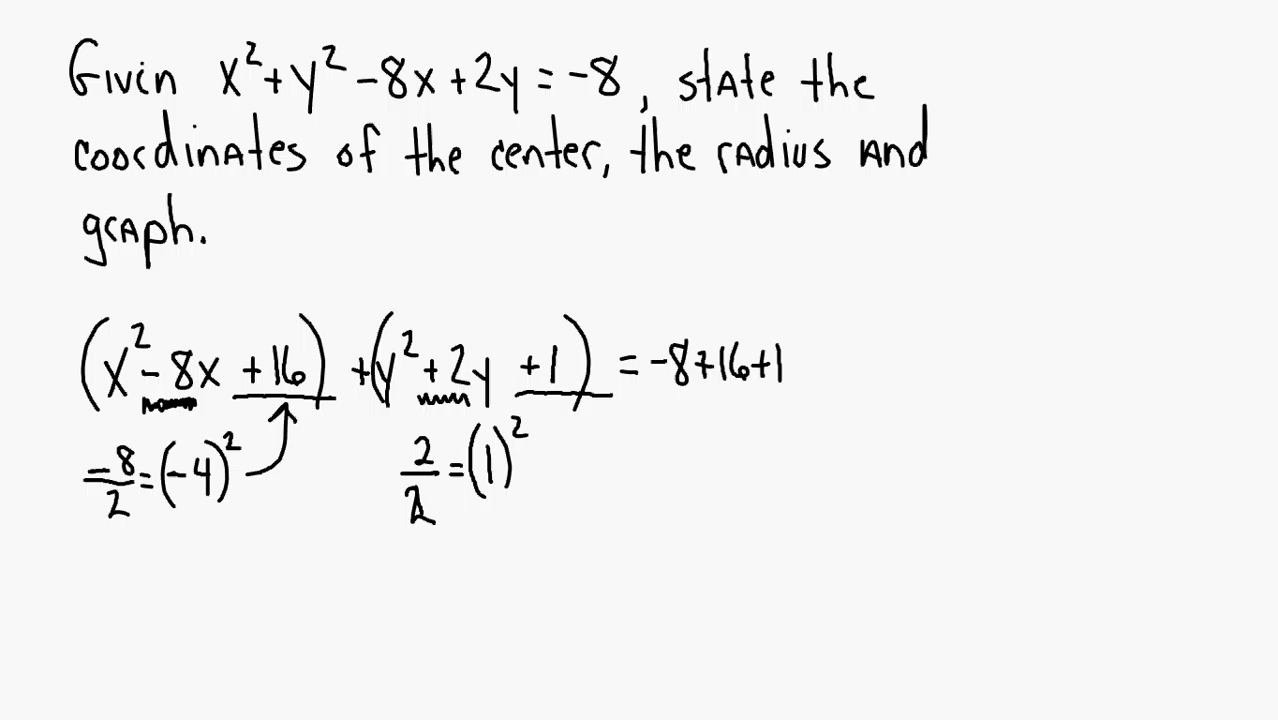 Given x²+y²-8x+2y=-8, state the
coordinates of the center, the radius and
graph.
(x²-8x+16)+(y²+2y+1)=-8+16+1
-8/2=(-4)² 2/2=(1)²